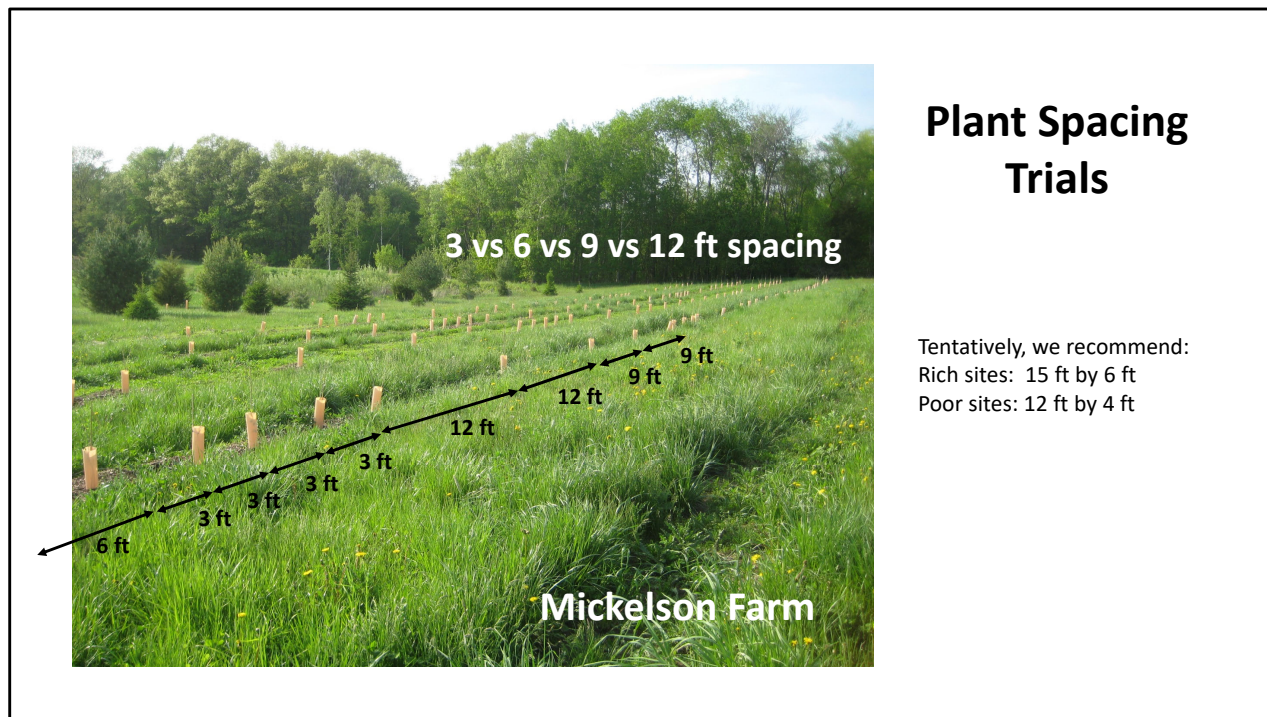 Plant Spacing
Trials
3 vs 6 vs 9 vs 12 ft spacing
Tentatively, we recommend:
Rich sites:  15 ft by 6 ft
Poor sites: 12 ft by 4 ft
9 ft
9 ft
12 ft
12 ft
3 ft
3 ft
3 ft
3 ft
6 ft
Mickelson Farm